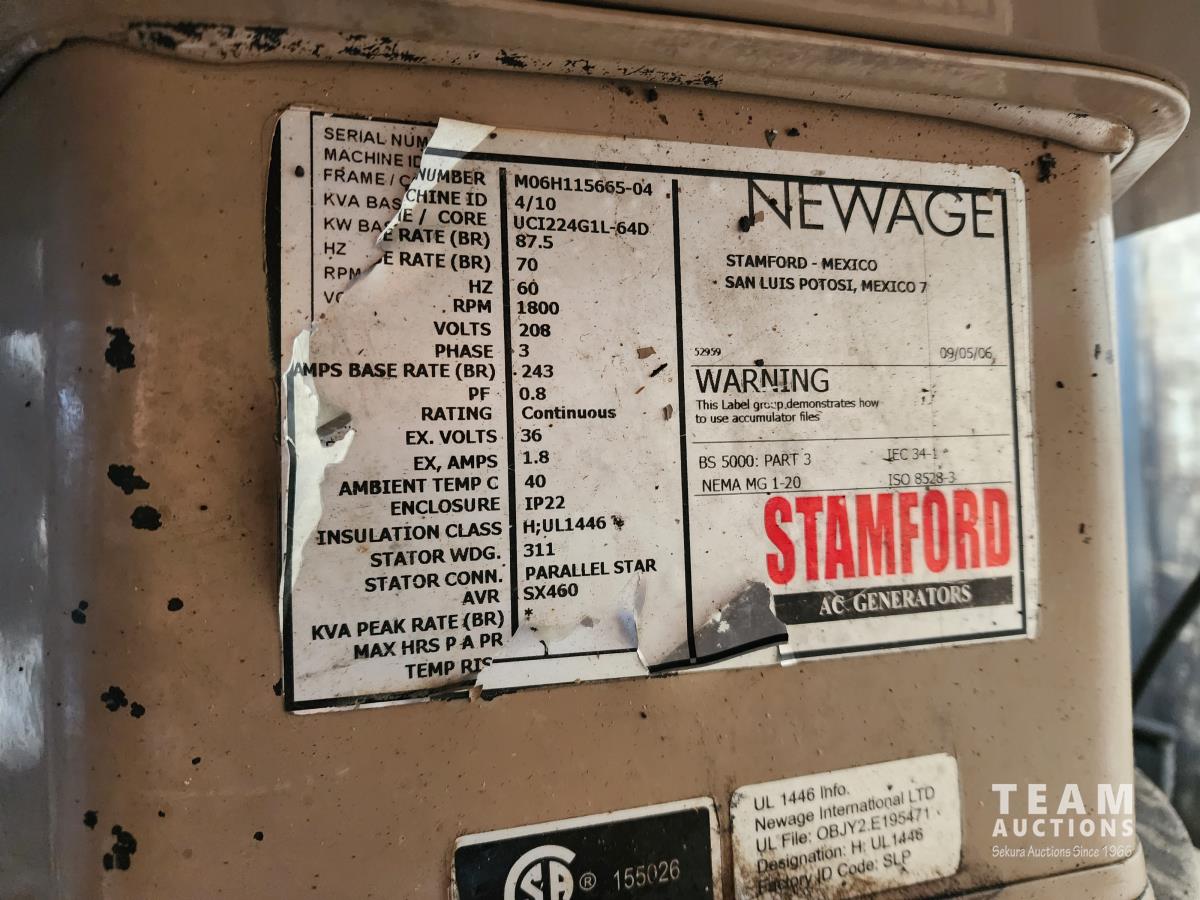 SERIAL NUM
MACHINE ID
FRAME / C
KVA BAS
KW BA
HZ
RPM
VO
NUMBER M06H115665-04
CHINE ID 4/10
E / CORE UCI224G1L-64D
E RATE (BR) 87.5
E RATE (BR) 70
HZ 60
RPM 1800
VOLTS 208
PHASE 3
AMPS BASE RATE (BR) 243
PF 0.8
RATING Continuous
EX. VOLTS 36
EX, AMPS 1.8
AMBIENT TEMP C 40
ENCLOSURE IP22
INSULATION CLASS H;UL1446 *
STATOR WDG. 311
STATOR CONN. PARALLEL STAR
AVR SX460
KVA PEAK RATE (BR) *
MAX HRS P A PR
TEMP RIS
NEWAGE
STAMFORD - MEXICO
SAN LUIS POTOSI, MEXICO 7
52959 09/05/06
WARNING
This Label group demonstrates how
to use accumulator files
BS 5000: PART 3 IEC 34-1
NEMA MG 1-20 ISO 8528-3
STAMFORD
AC GENERATORS
SA ® 155026
UL 1446 Info.
Newage International LTD
UL File: OBJY2.E195471
Designation: H: UL1446
Factory ID Code: SLP
TEAM
AUCTIONS
Sekura Auctions Since 1966